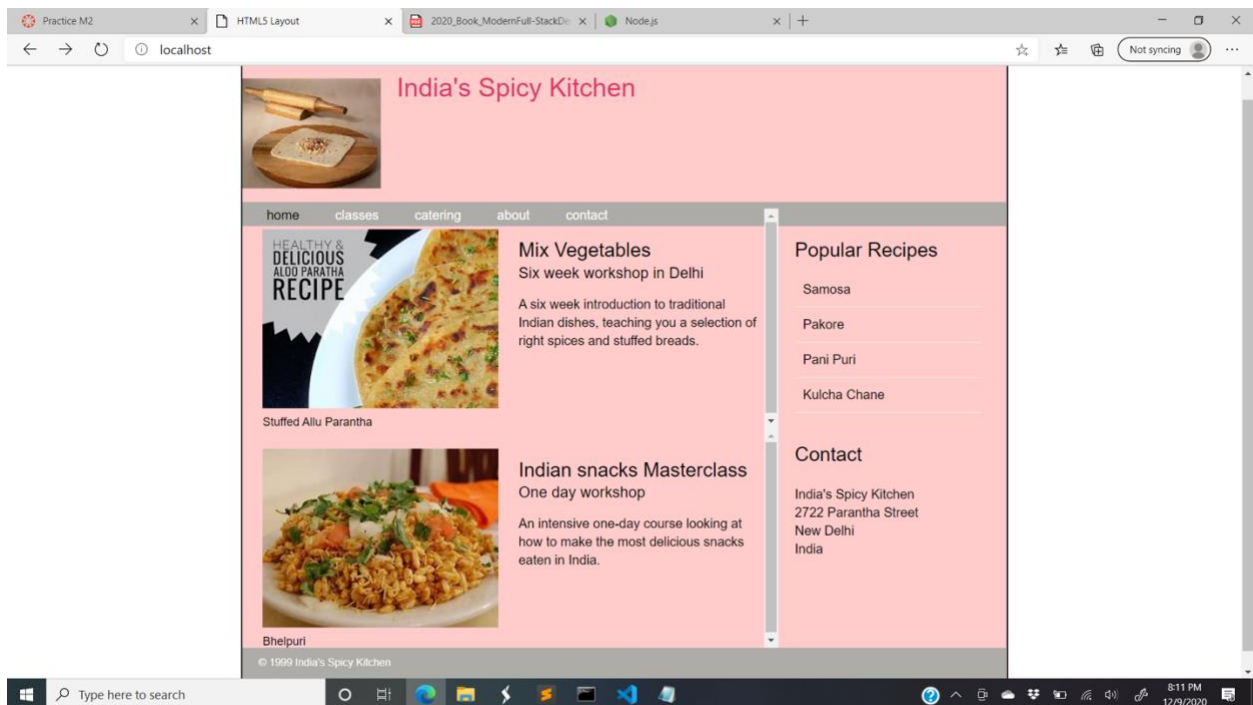 Practice M2
HTML5 Layout
2020_Book_ModernFull-StackDe
Node.js
localhost
Not syncing
India's Spicy Kitchen
home classes catering about contact
HEALTHY &
DELICIOUS
ALOO PARATHA
RECIPE
Stuffed Allu Parantha
Mix Vegetables
Six week workshop in Delhi
A six week introduction to traditional
Indian dishes, teaching you a selection of
right spices and stuffed breads.
Bhelpuri
Indian snacks Masterclass
One day workshop
An intensive one-day course looking at
how to make the most delicious snacks
eaten in India.
Popular Recipes
Samosa
Pakore
Pani Puri
Kulcha Chane
Contact
India's Spicy Kitchen
2722 Parantha Street
New Delhi
India
© 1999 India's Spicy Kitchen
Type here to search
8:11 PM
12/9/2020